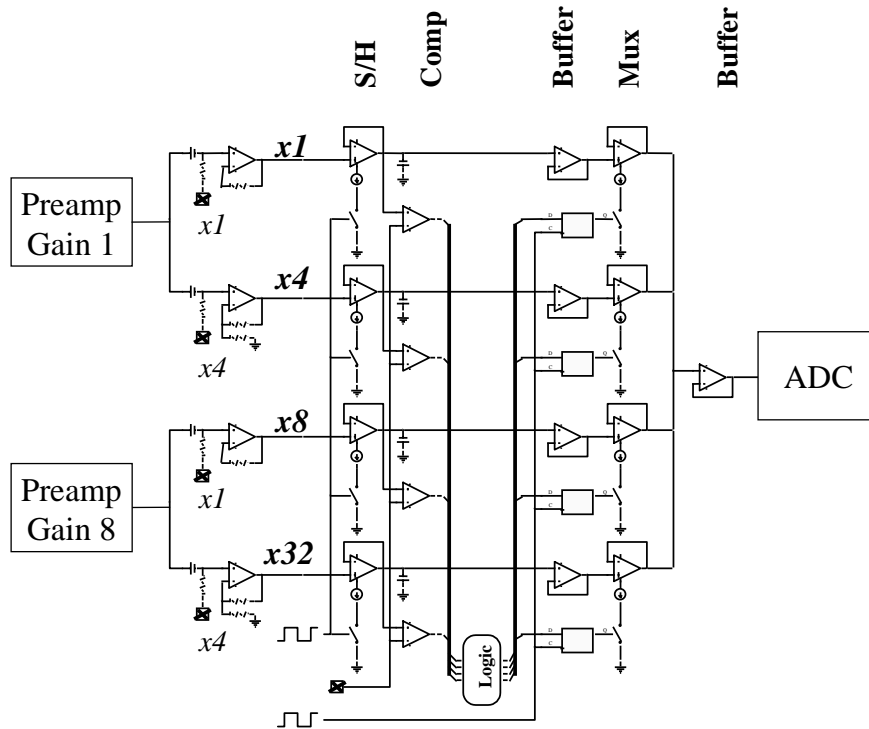 S/H
Comp
Buffer
Mux
Buffer
x1
Preamp
Gain 1
x1
D
Q
C
x4
x4
D
Q
C
ADC
x8
Preamp
Gain 8
x1
D
Q
C
x32
x4
D
Q
C
Logic